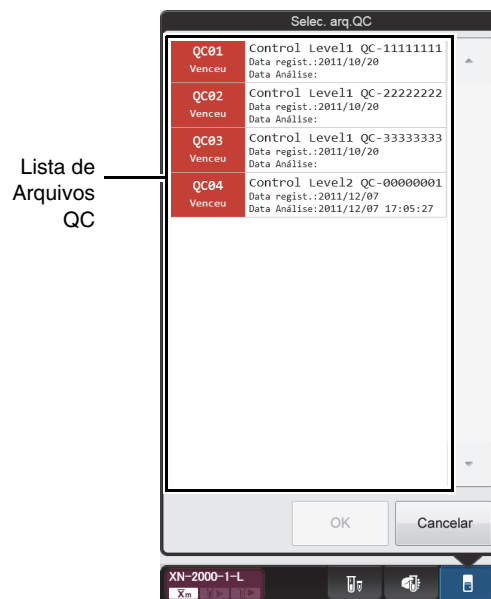 Selec. arq.QC
QC01
Venceu
Control Level1 QC-11111111
Data regist.:2011/10/20
Data Análise:
QC02
Venceu
Control Level1 QC-22222222
Data regist.:2011/10/20
Data Análise:
QC03
Venceu
Control Level1 QC-33333333
Data regist.:2011/10/20
Data Análise:
QC04
Venceu
Control Level2 QC-00000001
Data regist.:2011/12/07
Data Análise:2011/12/07 17:05:27
Lista de
Arquivos
QC
OK
Cancelar
XN-2000-1-L
Xm